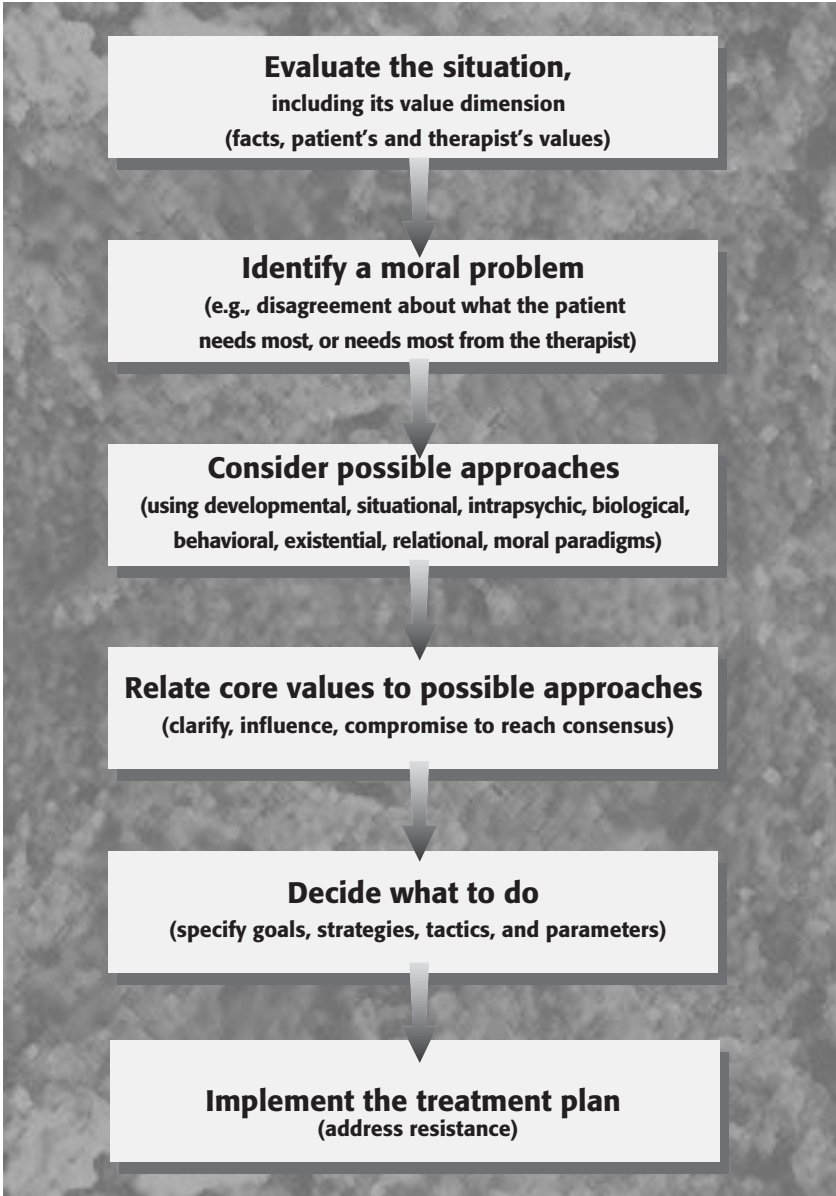 Evaluate the situation,
including its value dimension
(facts, patient's and therapist's values)
Identify a moral problem
(e.g., disagreement about what the patient
needs most, or needs most from the therapist)
Consider possible approaches
(using developmental, situational, intrapsychic, biological,
behavioral, existential, relational, moral paradigms)
Relate core values to possible approaches
(clarify, influence, compromise to reach consensus)
Decide what to do
(specify goals, strategies, tactics, and parameters)
Implement the treatment plan
(address resistance)